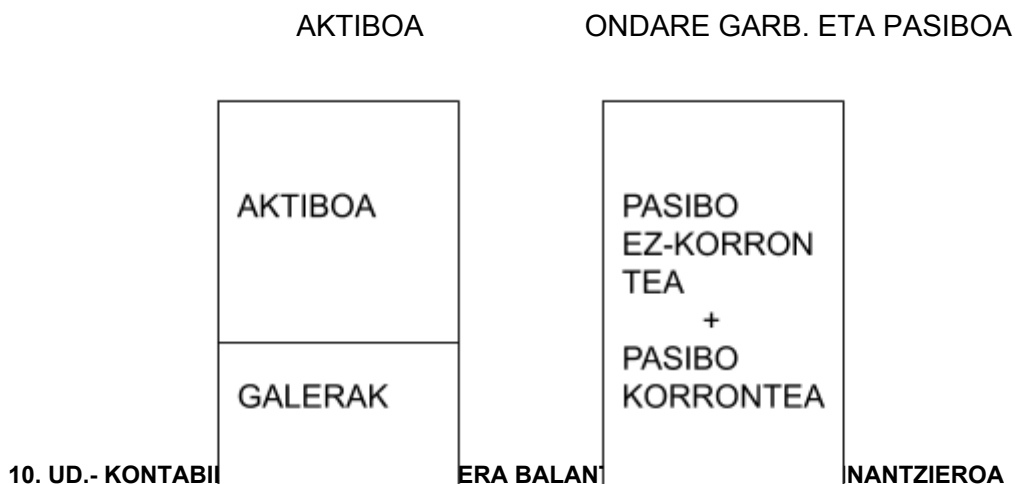 AKTIBOA ONDARE GARB. ETA PASIBOA
AKTIBOA
GALERAK
PASIBO
EZ-KORRON
TEA
+
PASIBO
KORRONTEA
10. UD.- KONTABI ERA BALAN NANTZIEROA